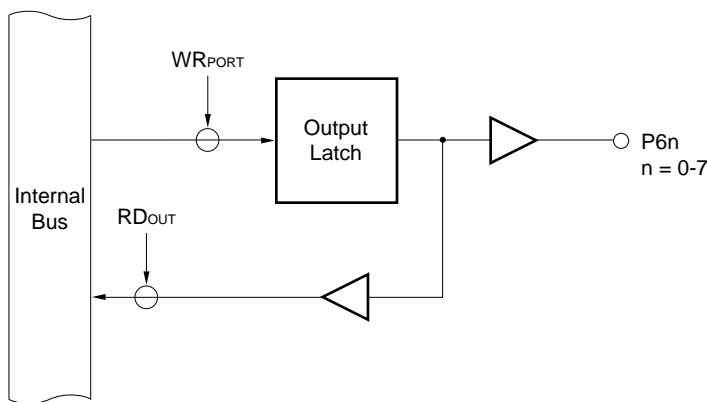 WRPORT
Output
Latch
P6n
n = 0-7
Internal
Bus
RDOUT